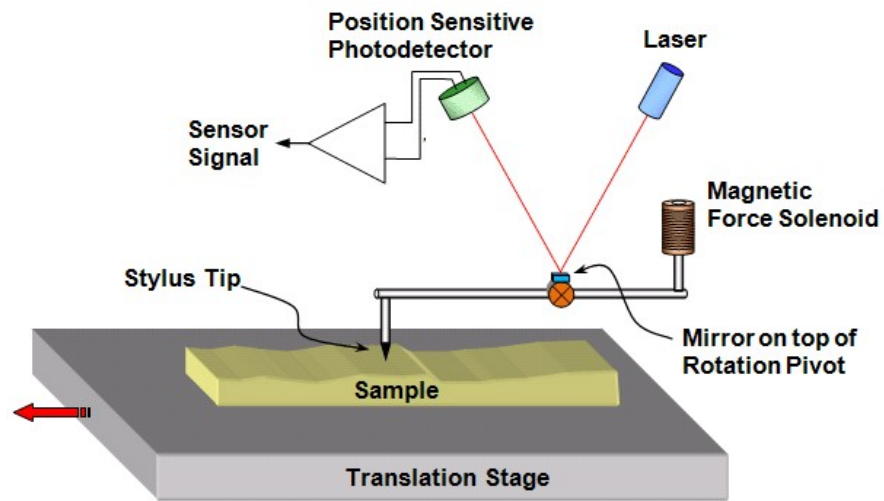 Position Sensitive
Photodetector
Laser
Sensor
Signal
Magnetic
Force Solenoid
Stylus Tip
Mirror on top of
Rotation Pivot
Sample
Translation Stage